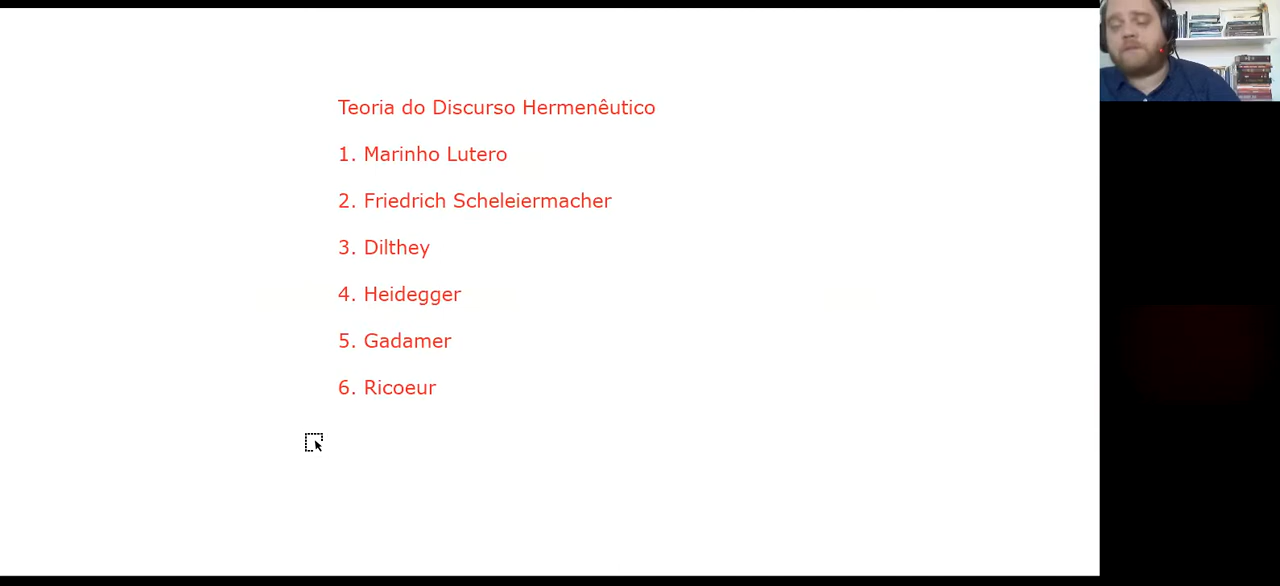 Teoria do Discurso Hermenêutico
1. Marinho Lutero
2. Friedrich Scheleiermacher
3. Dilthey
4. Heidegger
5. Gadamer
6. Ricoeur